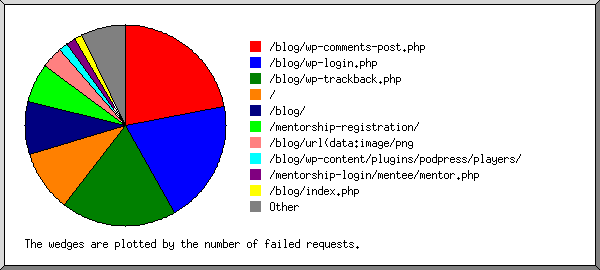 /blog/wp-comments-post.php
/blog/wp-login.php
/blog/wp-trackback.php
/
/blog/
/mentorship-registration/
/blog/url(data:image/png
/blog/wp-content/plugins/podpress/players/
/mentorship-login/mentee/mentor.php
/blog/index.php
Other
The wedges are plotted by the number of failed requests.